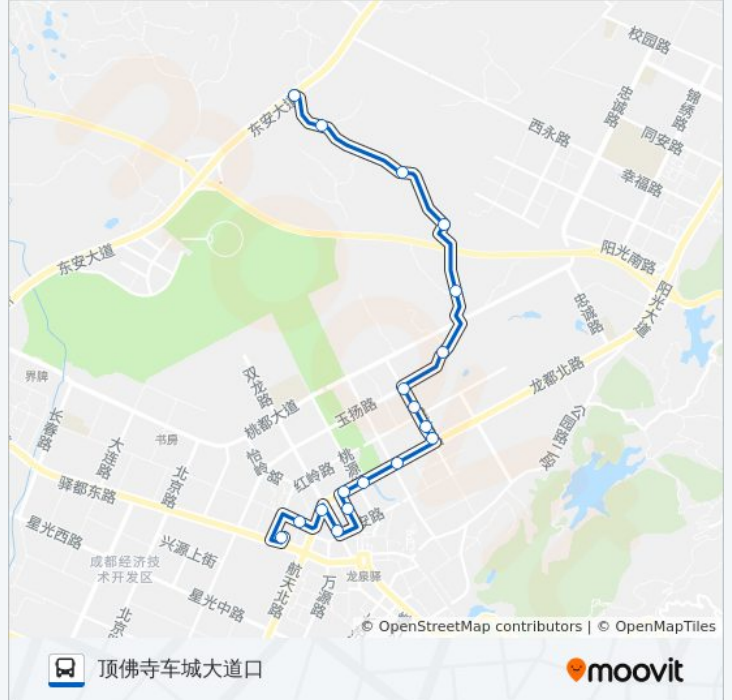 校园路
忠诚路
锦绣路
东安大道
西永路
同安路
幸福路
东安大道
阳光南路
阳光大道
忠诚路
界牌
双龙路
龙都北路
长春路
桃都大道
玉扬路
公园路二段
书房
大连路
北京路
怡岭路
红岭路
桃源
驿都东路
安路
星光西路
兴源上街
成都经济技
术开发区
航天北路
万源路
龙泉驿
星光中路
北京
© OpenStreetMap contributors | © OpenMapTiles
顶佛寺车城大道口
moovit